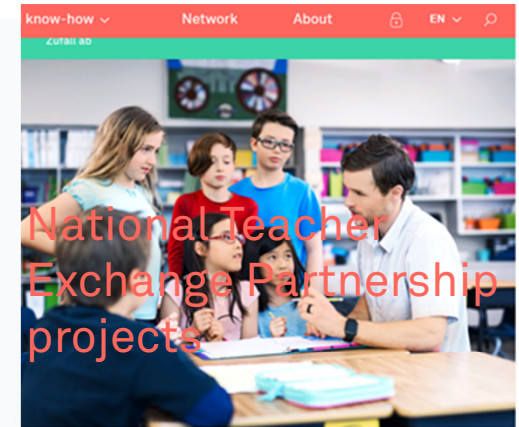 know-how Network About EN
Zufall ab
National Teacher
Exchange Partnership
projects